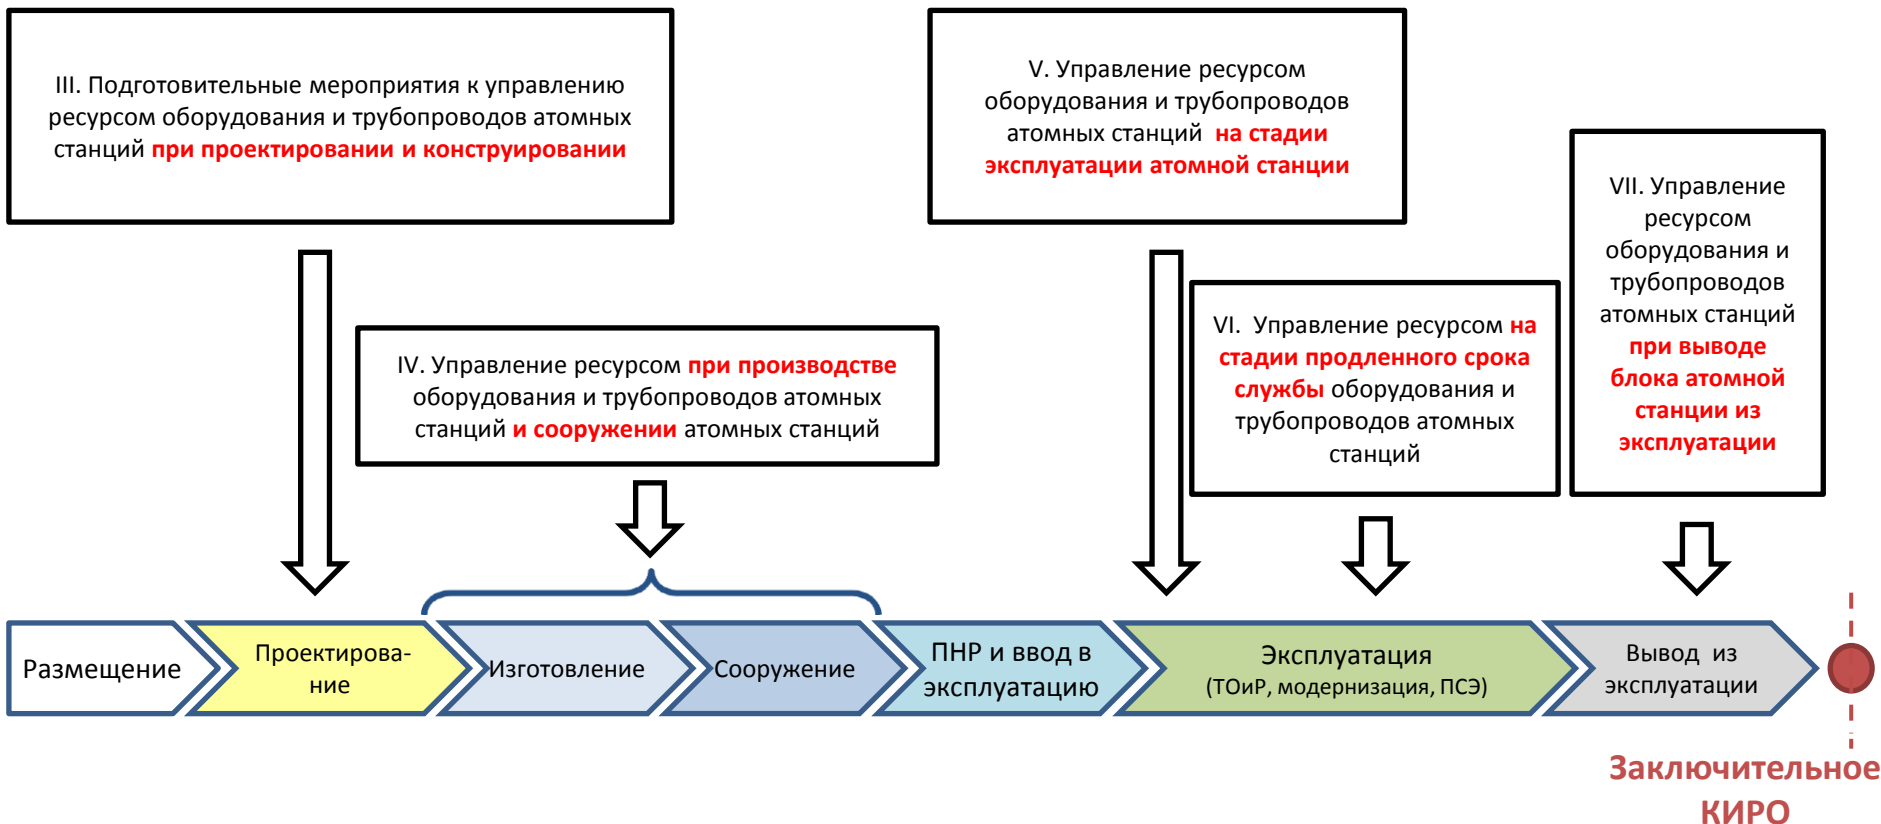 III. Подготовительные мероприятия к управлению
ресурсом оборудования и трубопроводов атомных
станций при проектировании и конструировании
V. Управление ресурсом
оборудования и трубопроводов
атомных станций на стадии
эксплуатации атомной станции
VII. Управление
ресурсом
оборудования и
трубопроводов
атомных станций
при выводе
блока атомной
станции из
эксплуатации
IV. Управление ресурсом при производстве
оборудования и трубопроводов атомных
станций и сооружении атомных станций
VI. Управление ресурсом на
стадии продленного срока
службы оборудования и
трубопроводов атомных
станций
Размещение
Проектирова-
ние
Изготовление
Сооружение
ПНР и ввод в
эксплуатацию
Эксплуатация
(ТОиР, модернизация, ПСЭ)
Вывод из
эксплуатации
Заключительное
КИРО